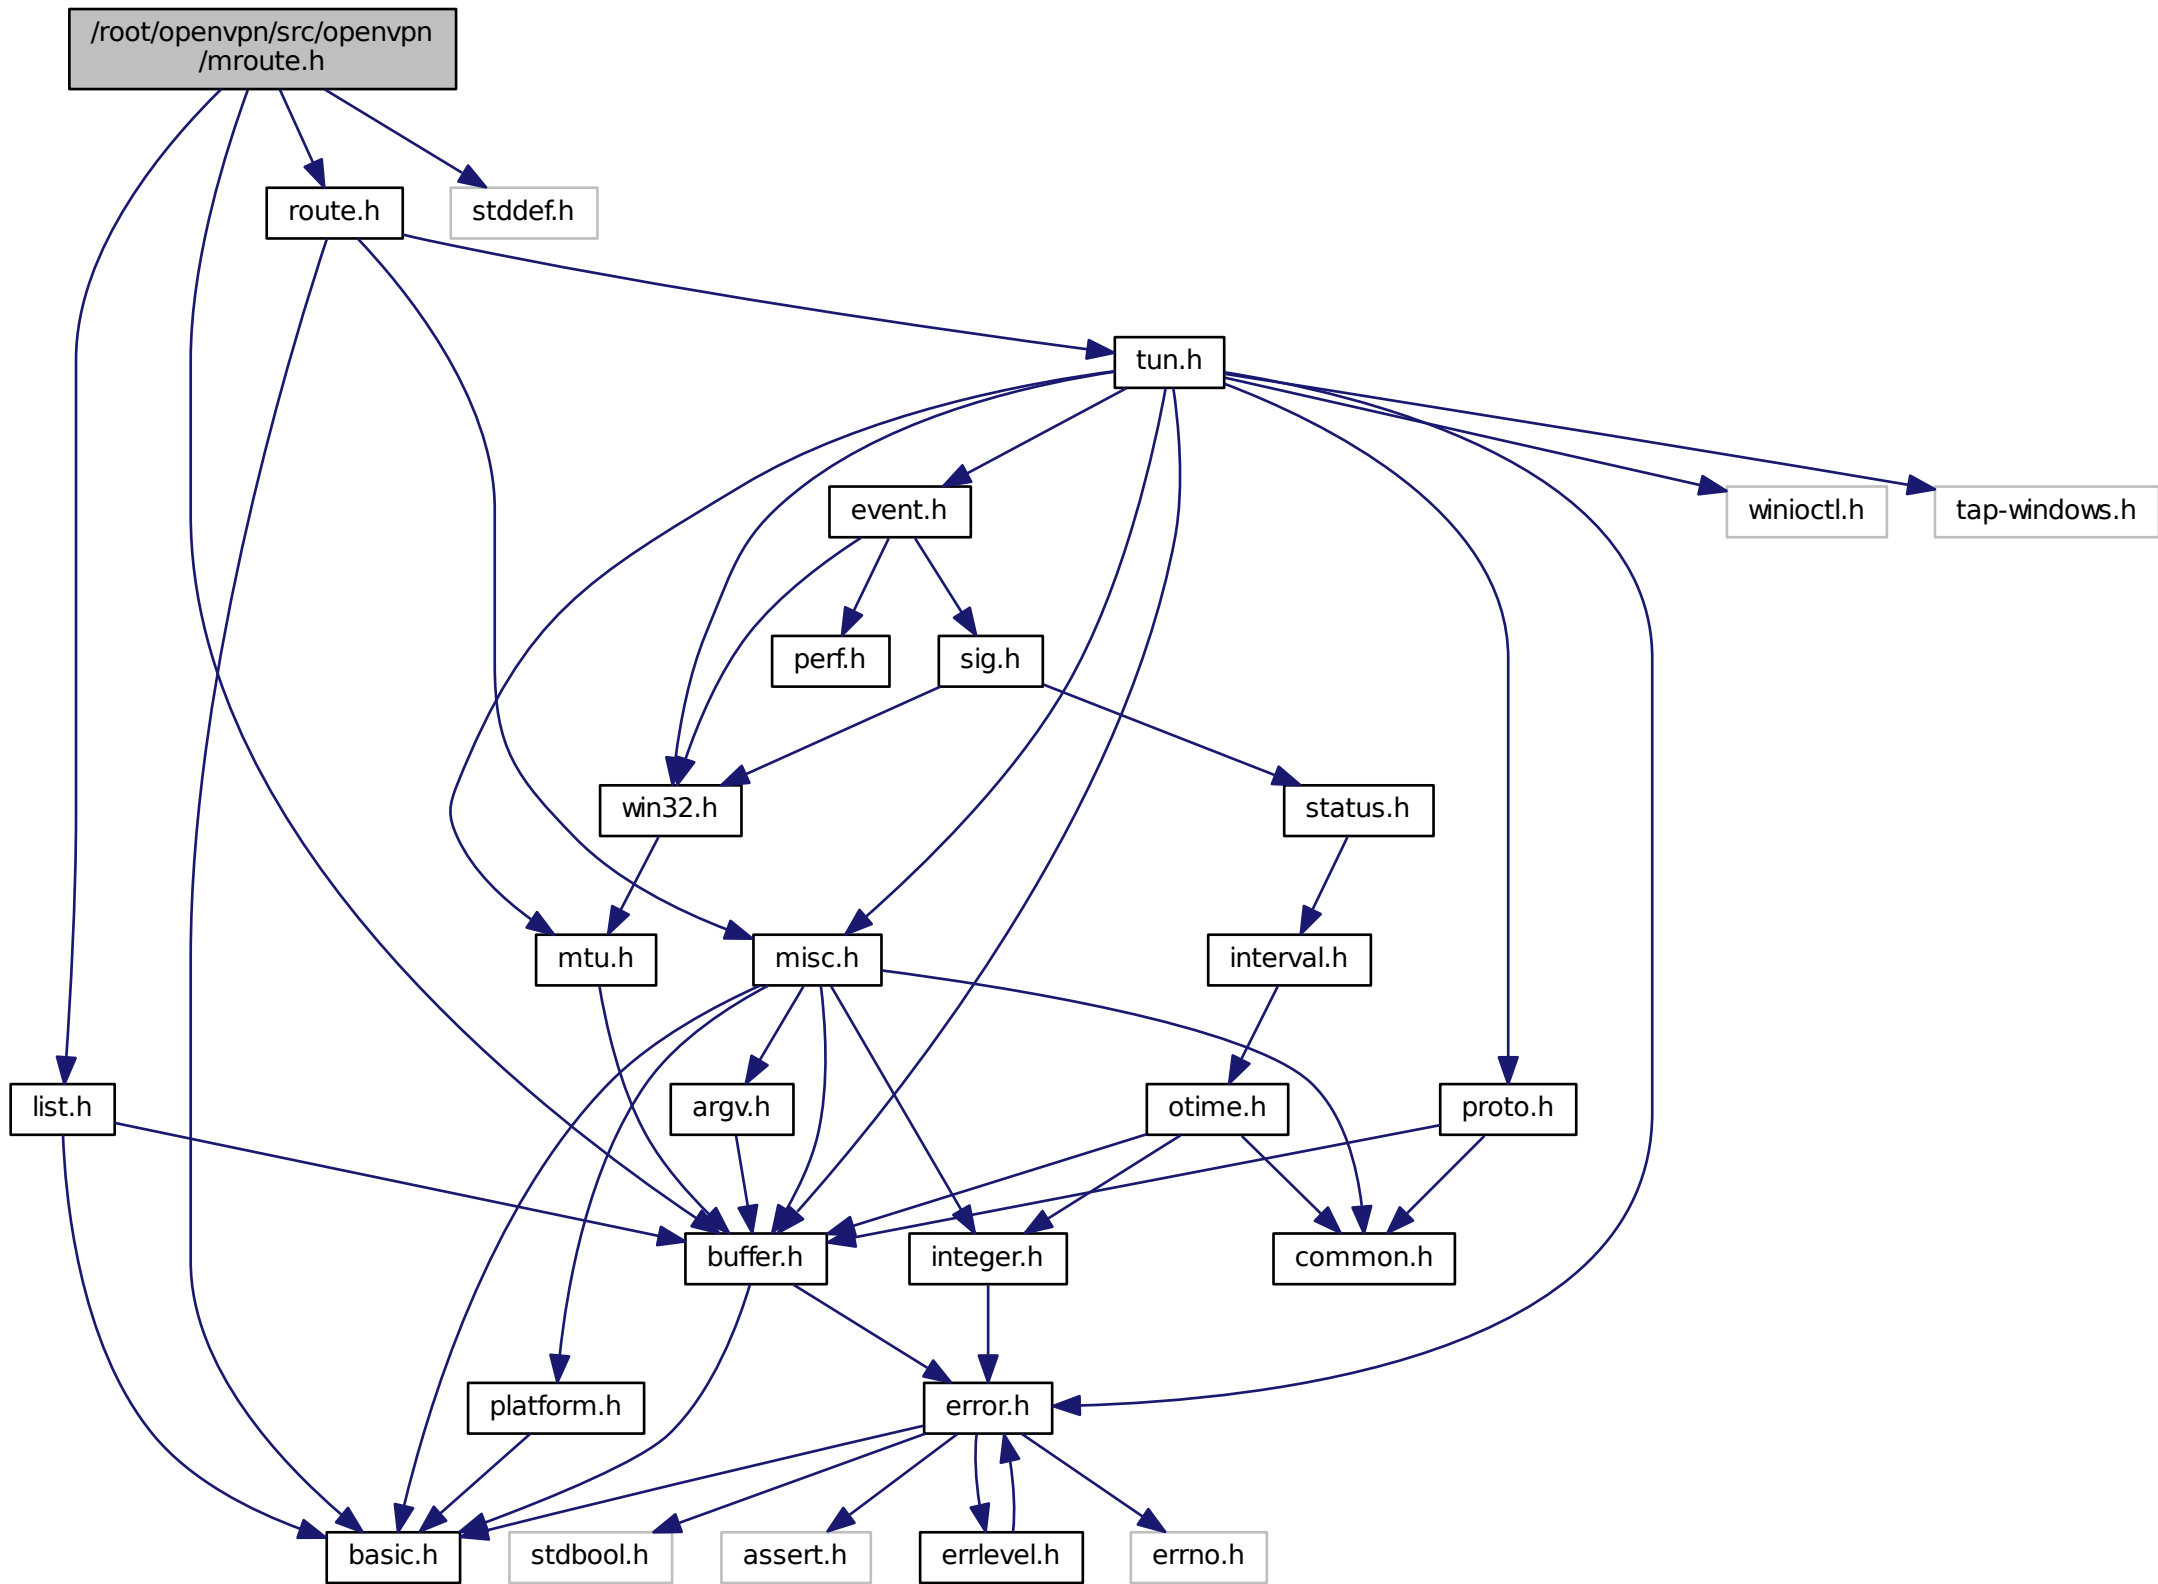 /root/openvpn/src/openvpn
/mroute.h
route.h
stddef.h
tun.h
event.h
winioctl.h
tap-windows.h
perf.h
sig.h
win32.h
status.h
mtu.h
misc.h
interval.h
list.h
argv.h
otime.h
proto.h
buffer.h
integer.h
common.h
platform.h
error.h
basic.h
stdbool.h
assert.h
errlevel.h
errno.h